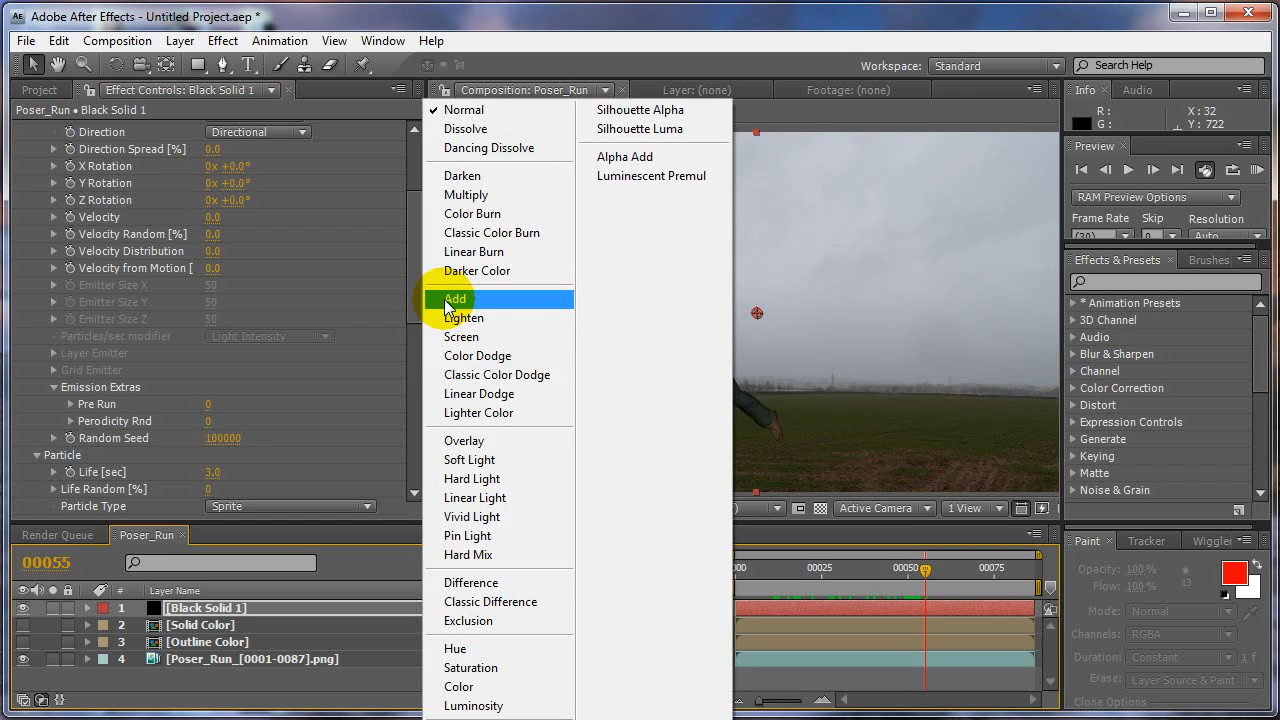 Adobe After Effects - Untitled Project.aep *
File Edit Composition Layer Effect Animation View Window Help
Workspace: Standard Search Help
Project Effect Controls: Black Solid 1 Composition: Poser_Run Layer: (none) Footage: (none) Info Audio
Poser_Run • Black Solid 1
Direction Directional
Direction Spread [%] 0.0
X Rotation 0x +0.0°
Y Rotation 0x +0.0°
Z Rotation 0x +0.0°
Velocity 0.0
Velocity Random [%] 0.0
Velocity Distribution 0.0
Velocity from Motion [ 0.0
Emitter Size X 50
Emitter Size Y 50
Emitter Size Z 50
Particles/sec modifier Light Intensity
Layer Emitter
Grid Emitter
Emission Extras
Pre Run 0
Perodicity Rnd 0
Random Seed 100000
Particle
Life [sec] 3.0
Life Random [%] 0
Particle Type Sprite
Normal
Dissolve
Dancing Dissolve
Darken
Multiply
Color Burn
Classic Color Burn
Linear Burn
Darker Color
Add
Lighten
Screen
Color Dodge
Classic Color Dodge
Linear Dodge
Lighter Color
Overlay
Soft Light
Hard Light
Linear Light
Vivid Light
Pin Light
Hard Mix
Difference
Classic Difference
Exclusion
Hue
Saturation
Color
Luminosity
Silhouette Alpha
Silhouette Luma
Alpha Add
Luminescent Premul
R: X: 32
G: Y: 722
Preview
RAM Preview Options
Frame Rate Skip Resolution
(30) 0 Auto
Effects & Presets Brushes
* Animation Presets
3D Channel
Audio
Blur & Sharpen
Channel
Color Correction
Distort
Expression Controls
Generate
Keying
Matte
Noise & Grain
Active Camera 1 View
Render Queue Poser_Run
00055
# Layer Name
1 [Black Solid 1]
2 [Solid Color]
3 [Outline Color]
4 [Poser_Run_[0001-0087].png]
000 00025 00050 00075
Paint Tracker Wiggler
Opacity: 100 %
Flow: 100 % 13
Mode: Normal
Channels: RGBA
Duration: Constant 1 f
Erase: Layer Source & Paint
Clone Options